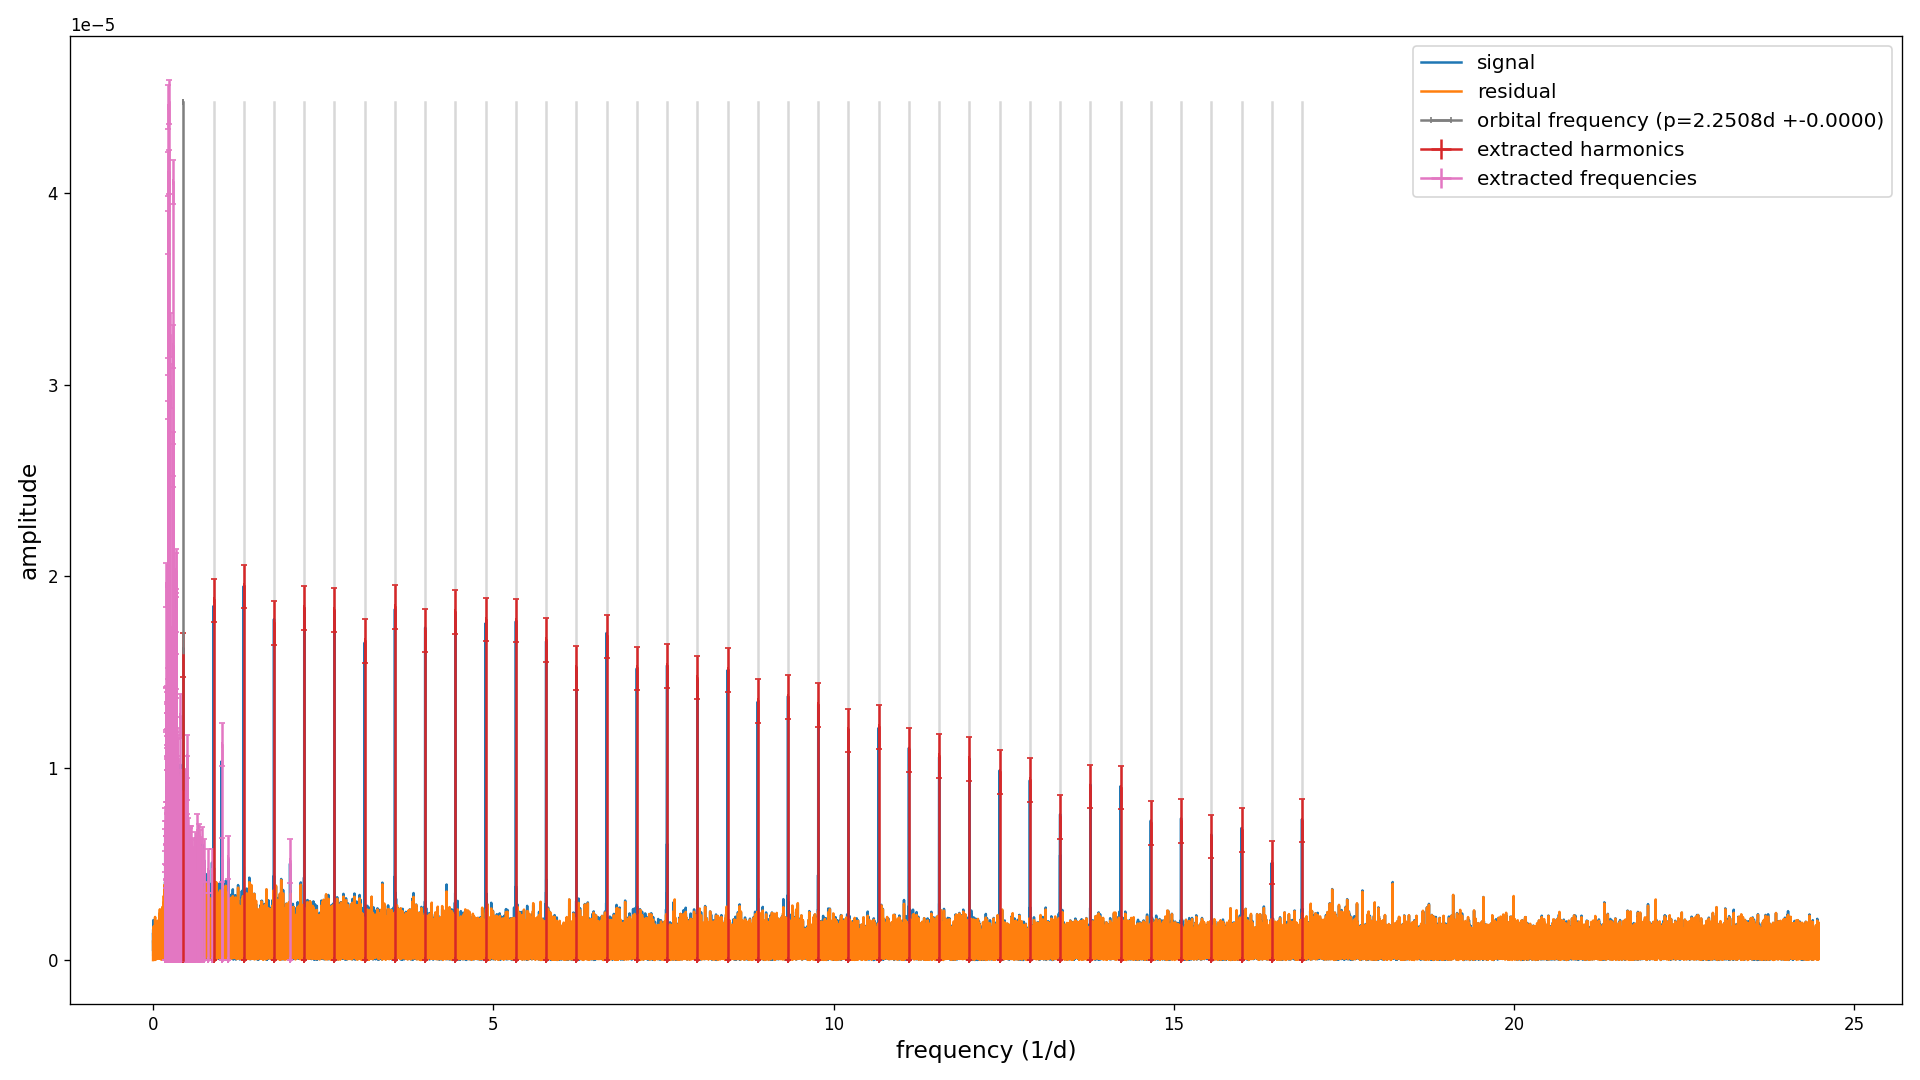 1e−5
signal
residual
orbital frequency (p=2.2508d +-0.0000)
extracted harmonics
extracted frequencies
amplitude
4
3
2
1
0
0 5 10 15 20 25
frequency (1/d)